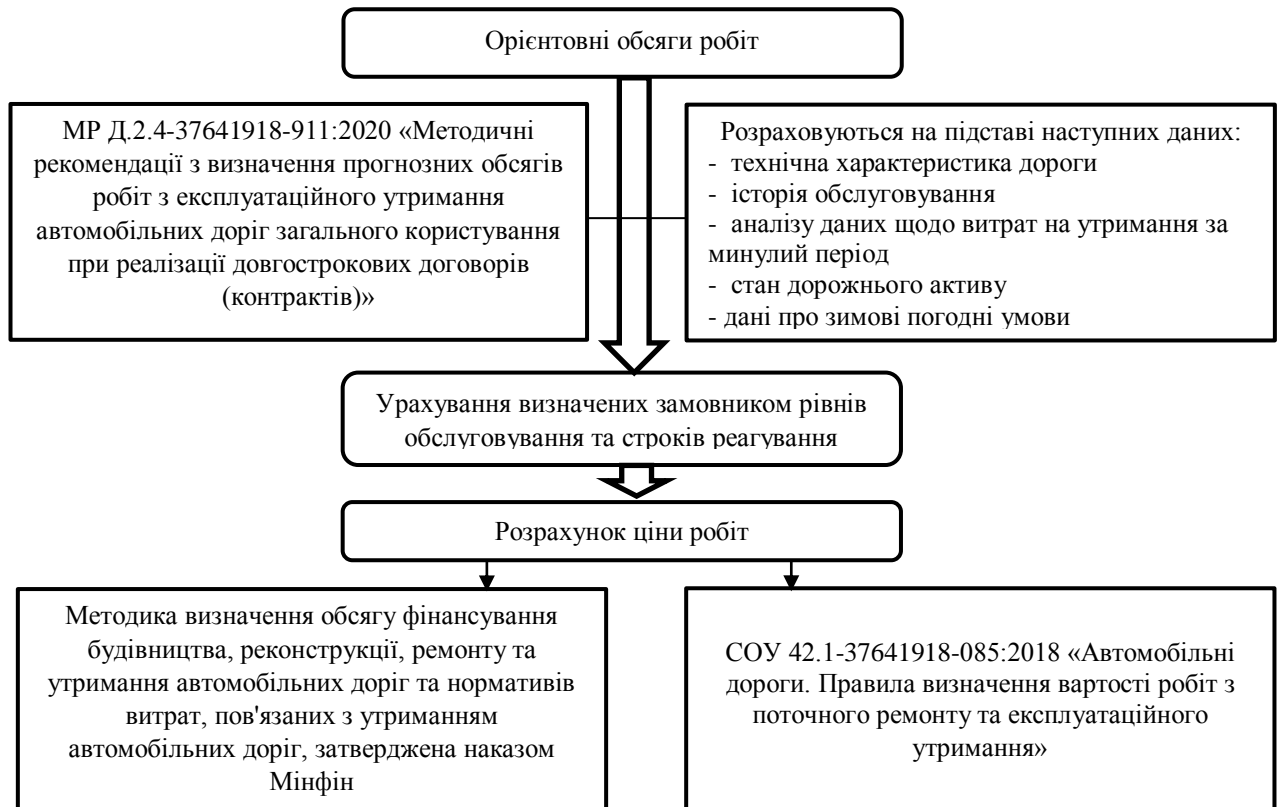 Орієнтовні обсяги робіт
МР Д.2.4-37641918-911:2020 «Методичні
рекомендації з визначення прогнозних обсягів
робіт з експлуатаційного утримання
автомобільних доріг загального користування
при реалізації довгострокових договорів
(контрактів)»
Розраховуються на підставі наступних даних:
- технічна характеристика дороги
- історія обслуговування
- аналізу даних щодо витрат на утримання за
минулий період
- стан дорожнього активу
- дані про зимові погодні умови
Урахування визначених замовником рівнів
обслуговування та строків реагування
Розрахунок ціни робіт
Методика визначення обсягу фінансування
будівництва, реконструкції, ремонту та
утримання автомобільних доріг та нормативів
витрат, пов'язаних з утриманням
автомобільних доріг, затверджена наказом
Мінфін
СОУ 42.1-37641918-085:2018 «Автомобільні
дороги. Правила визначення вартості робіт з
поточного ремонту та експлуатаційного
утримання»